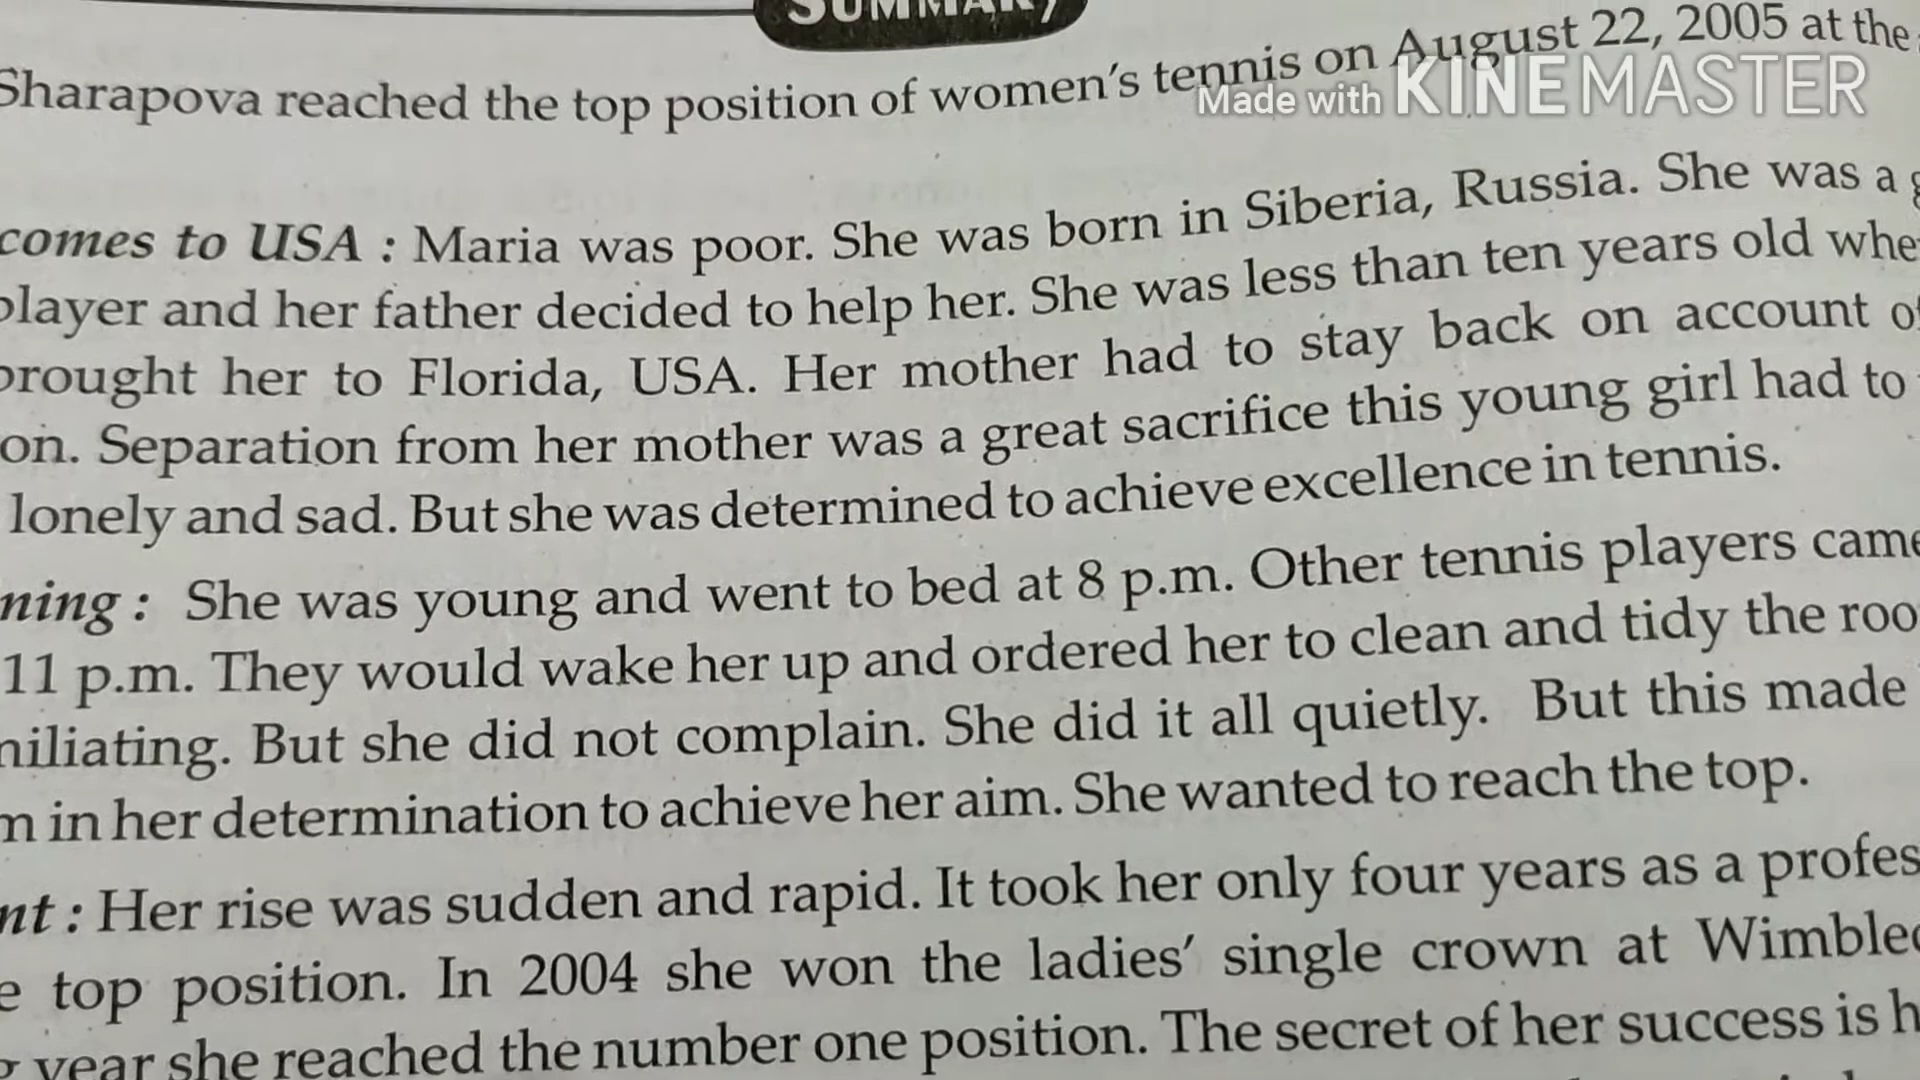 SUMMARY
Sharapova reached the top position of women's tennis on August 22, 2005 at the
Made with KINEMASTER
comes to USA : Maria was poor. She was born in Siberia, Russia. She was a
player and her father decided to help her. She was less than ten years old
brought her to Florida, USA. Her mother had to stay back on account of
on. Separation from her mother was a great sacrifice this young girl had to
lonely and sad. But she was determined to achieve excellence in tennis.
ning : She was young and went to bed at 8 p.m. Other tennis players came
11 p.m. They would wake her up and ordered her to clean and tidy the roo
miliating. But she did not complain. She did it all quietly. But this made
m in her determination to achieve her aim. She wanted to reach the top.
nt : Her rise was sudden and rapid. It took her only four years as a profes
e top position. In 2004 she won the ladies' single crown at Wimbled
g year she reached the number one position. The secret of her success is h